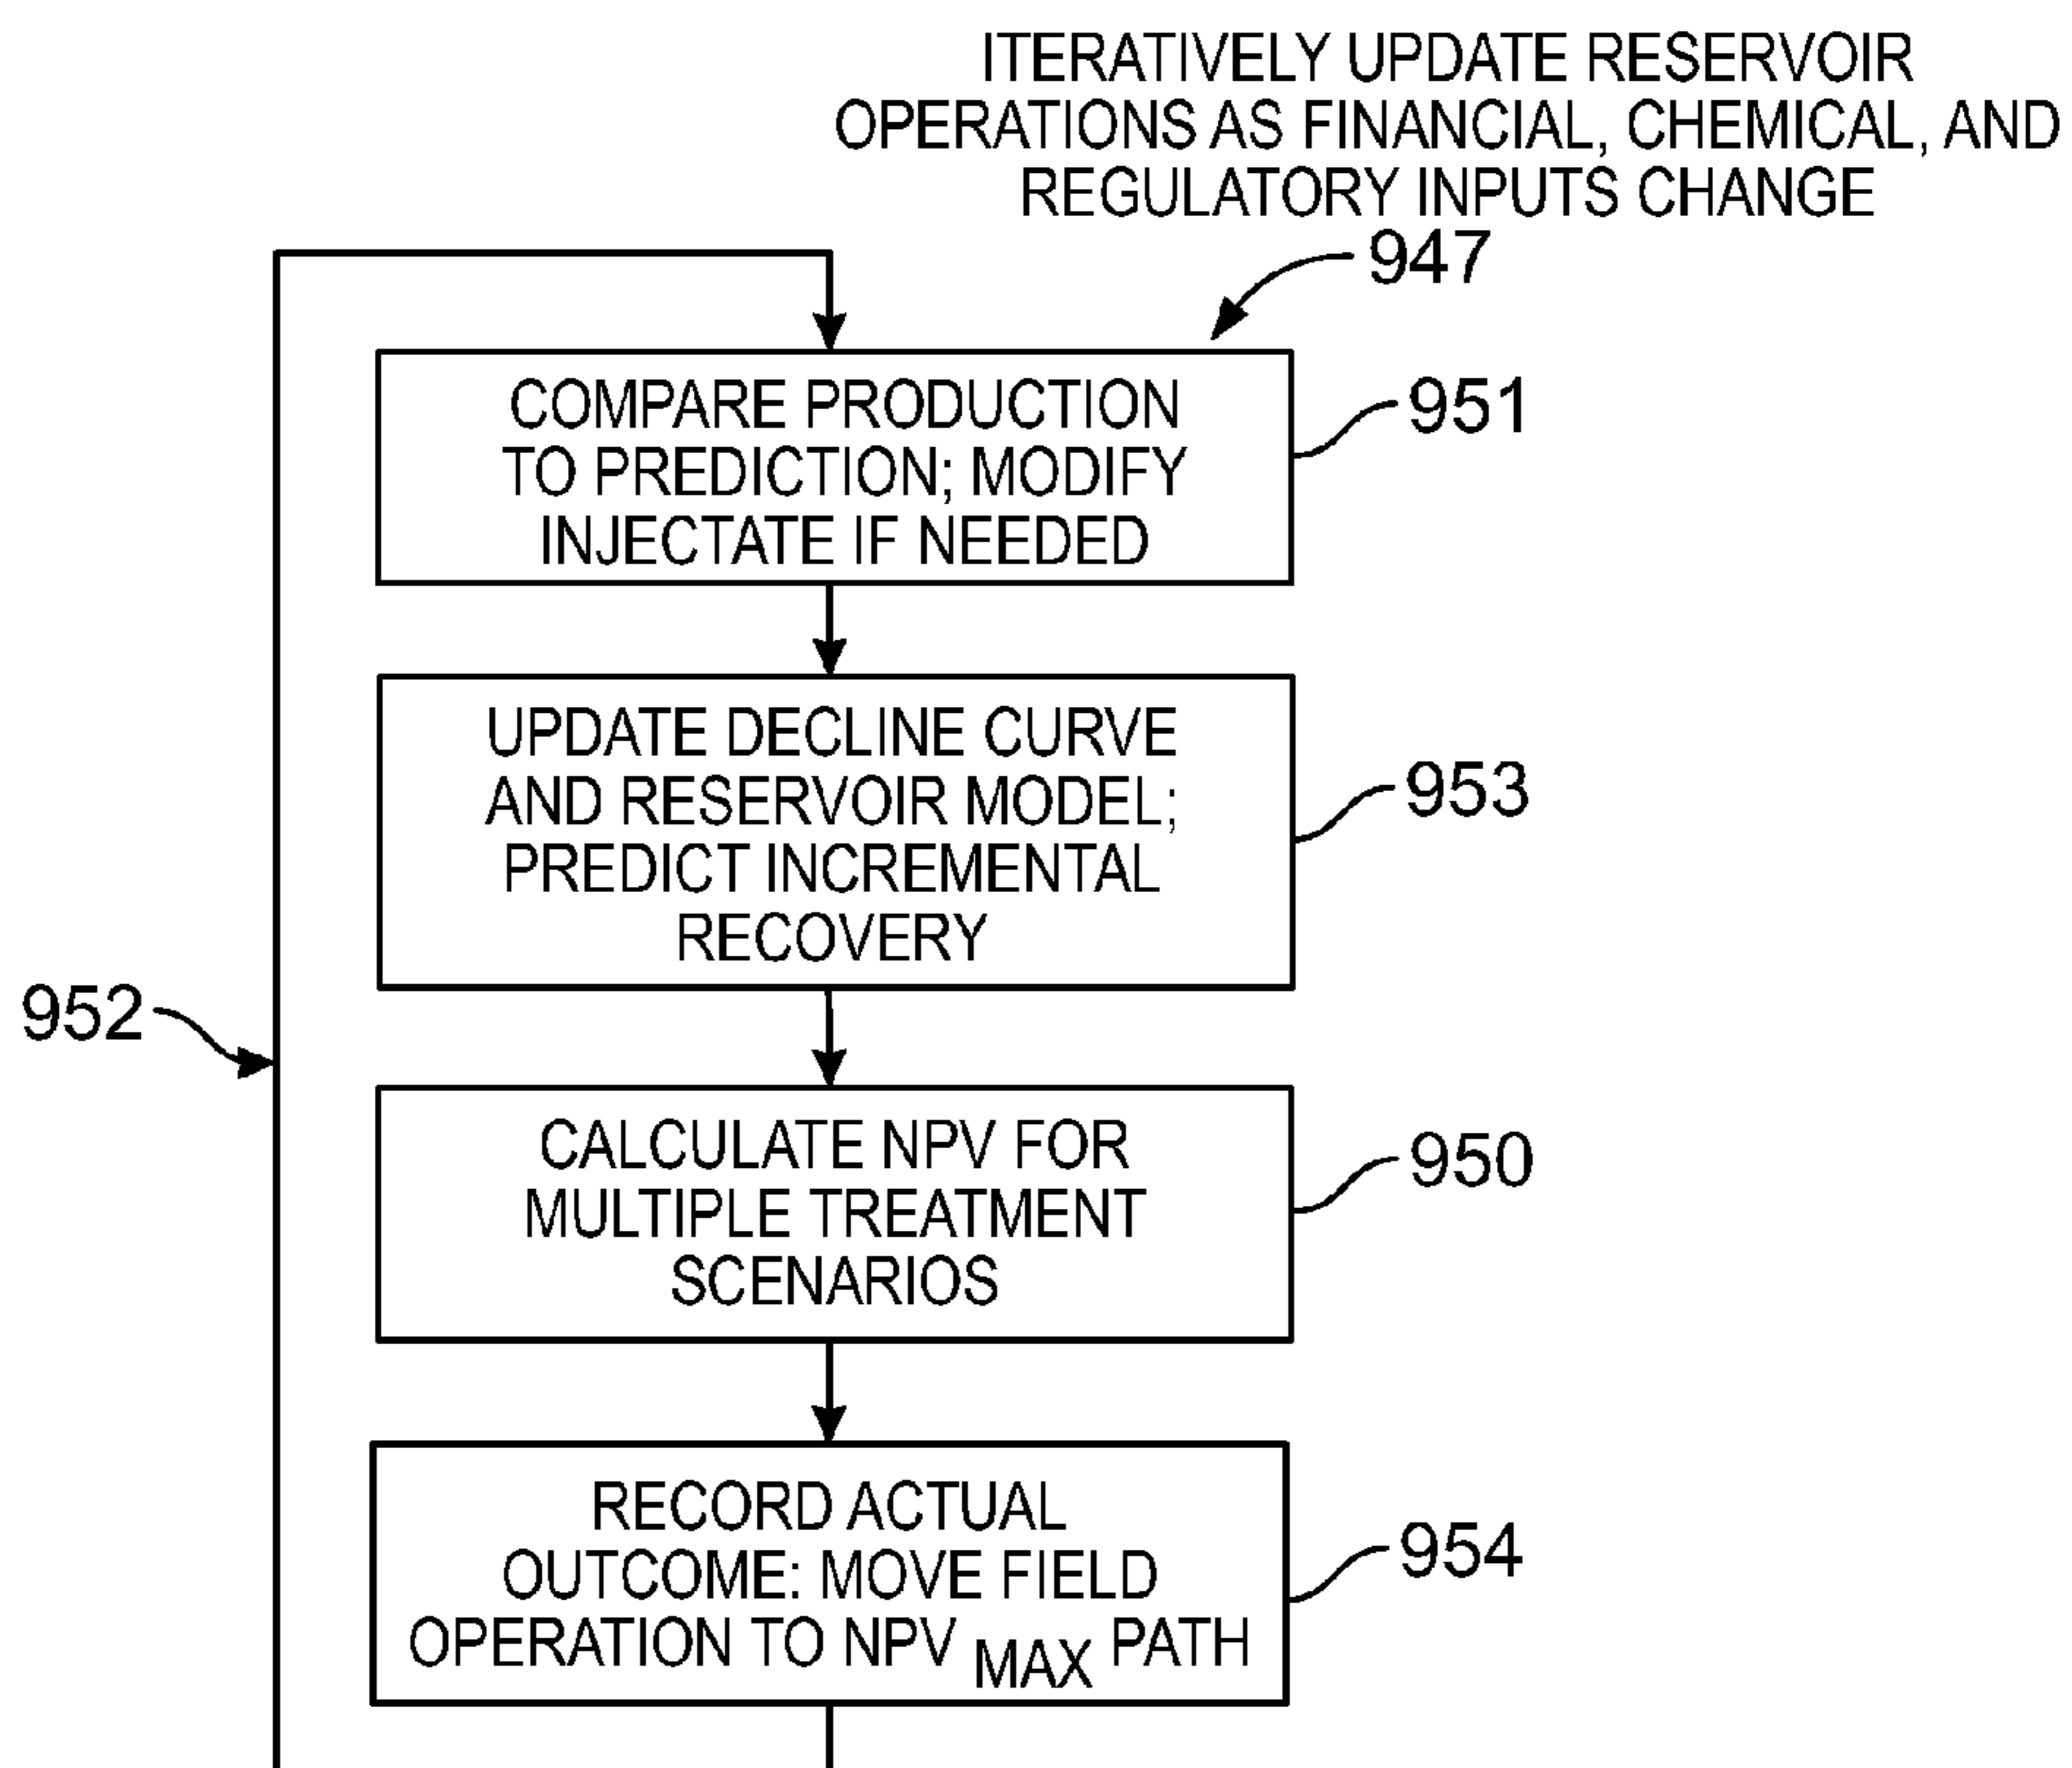 ITERATIVELY UPDATE RESERVOIR
OPERATIONS AS FINANCIAL, CHEMICAL, AND
REGULATORY INPUTS CHANGE
947
COMPARE PRODUCTION
TO PREDICTION; MODIFY
INJECTATE IF NEEDED
951
UPDATE DECLINE CURVE
AND RESERVOIR MODEL;
PREDICT INCREMENTAL
RECOVERY
953
952
CALCULATE NPV FOR
MULTIPLE TREATMENT
SCENARIOS
950
RECORD ACTUAL
OUTCOME: MOVE FIELD
OPERATION TO NPV MAX PATH
954